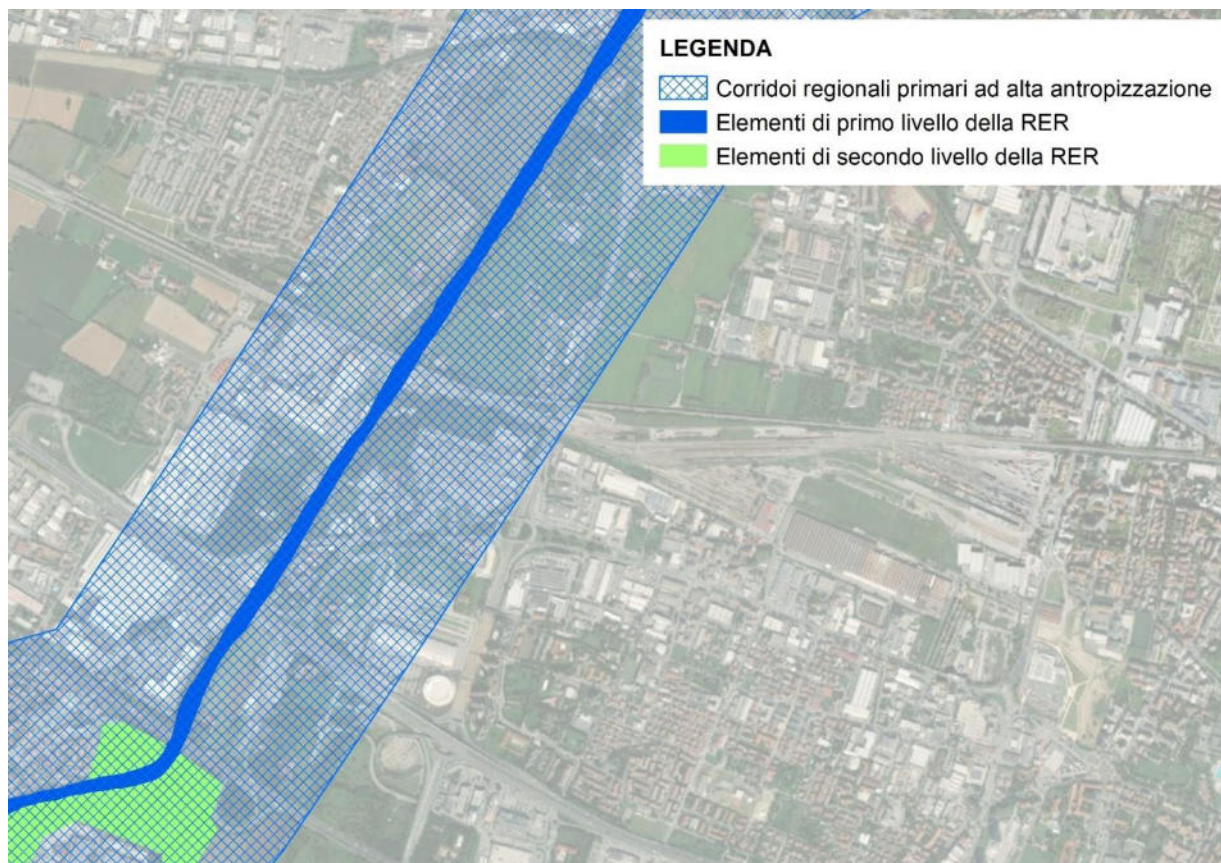 LEGENDA
Corridoi regionali primari ad alta antropizzazione
Elementi di primo livello della RER
Elementi di secondo livello della RER